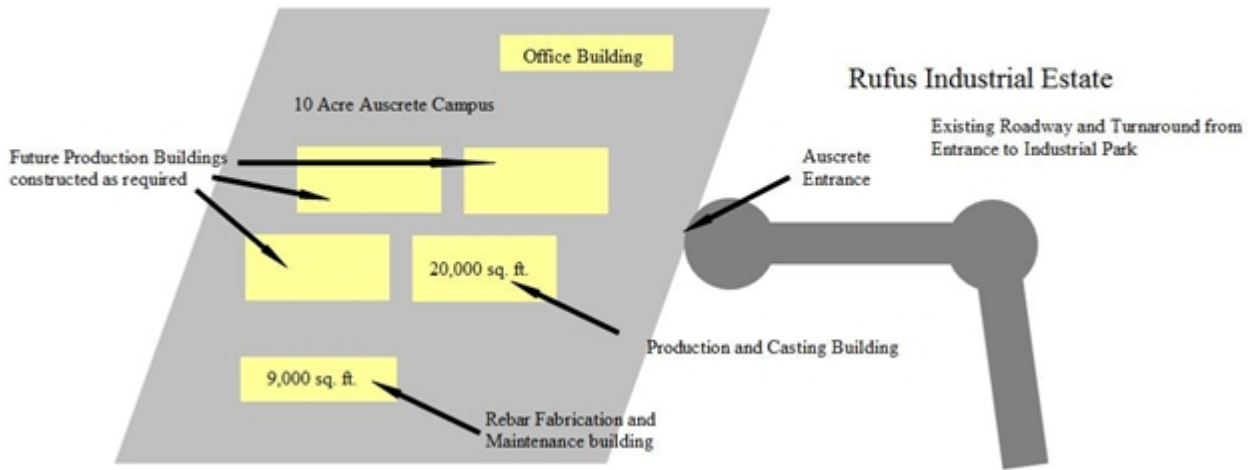 Office Building
Rufus Industrial Estate
10 Acre Auscrete Campus
Existing Roadway and Turnaround from
Entrance to Industrial Park
Future Production Buildings
constructed as required
Auscrete
Entrance
20,000 sq. ft.
Production and Casting Building
9,000 sq. ft.
Rebar Fabrication and
Maintenance building